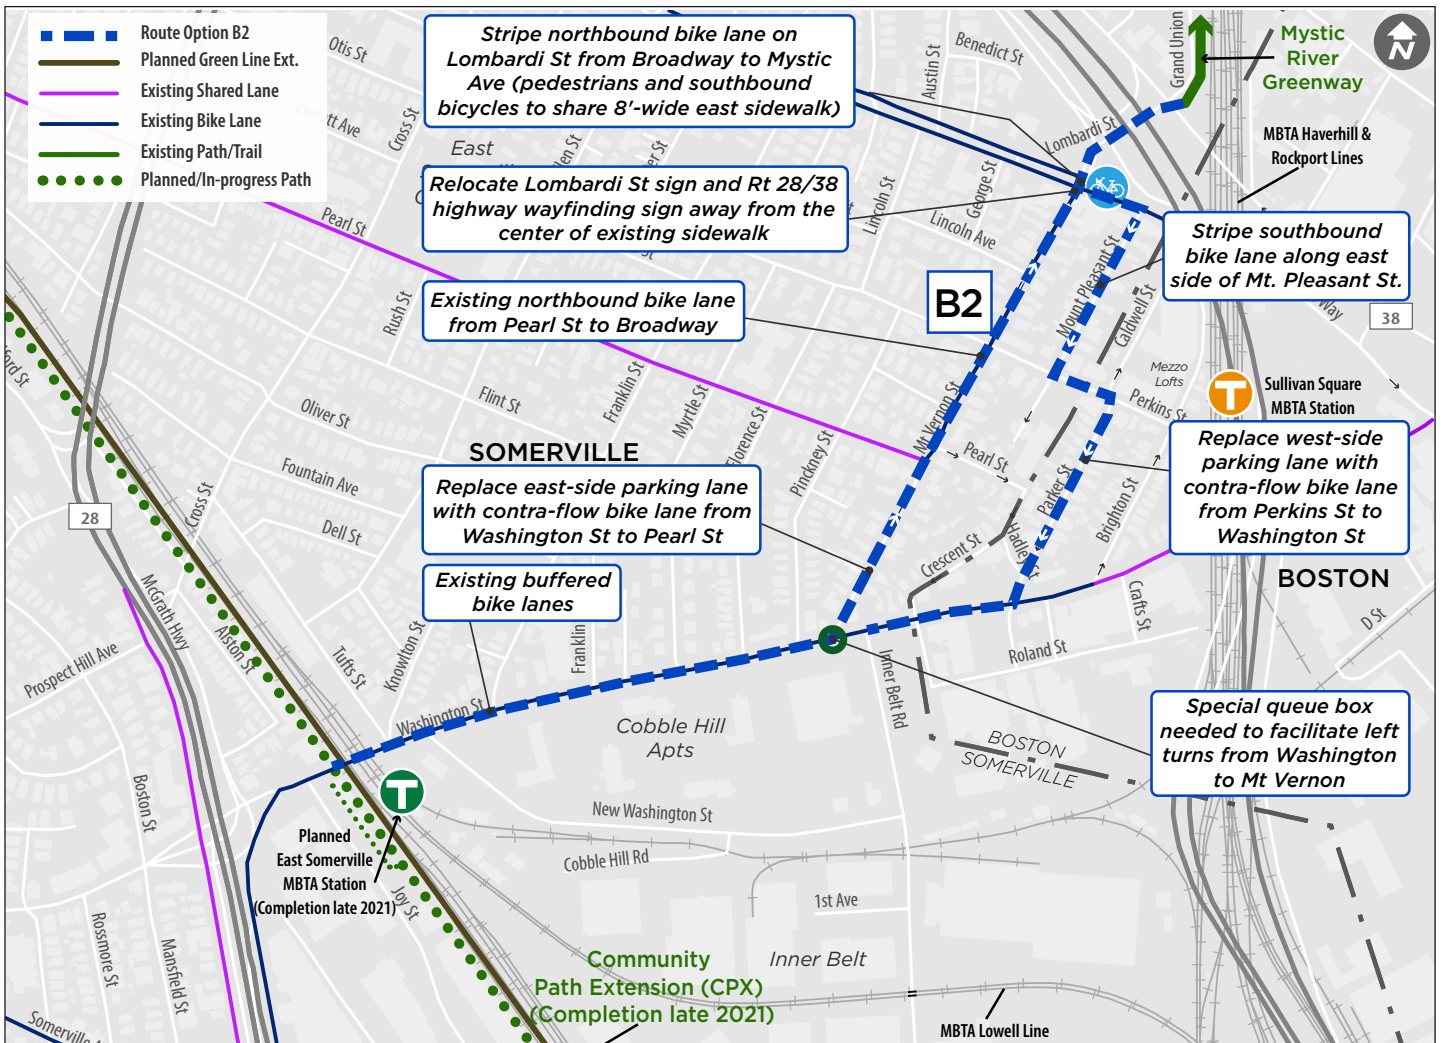 Route Option B2
Planned Green Line Ext.
Existing Shared Lane
Existing Bike Lane
Existing Path/Trail
Planned/In-progress Path
Stripe northbound bike lane on
Lombardi St from Broadway to Mystic
Ave (pedestrians and southbound
bicycles to share 8'-wide east sidewalk)
Relocate Lombardi St sign and Rt 28/38
highway wayfinding sign away from the
center of existing sidewalk
Existing northbound bike lane
from Pearl St to Broadway
B2
Mystic
River
Greenway
N
MBTA Haverhill &
Rockport Lines
Stripe southbound
bike lane along east
side of Mt. Pleasant St.
38
Way
Mezzo
Lofts
T
Sullivan Square
MBTA Station
Replace west-side
parking lane with
contra-flow bike lane
from Perkins St to
Washington St
BOSTON
SOMERVILLE
Replace east-side parking lane
with contra-flow bike lane from
Washington St to Pearl St
Existing buffered
bike lanes
Special queue box
needed to facilitate left
turns from Washington
to Mt Vernon
Otis St
Cross St
East
Austin St
Benedict St
Grand Union
Lombardi St
George St
Lincoln St
Lincoln Ave
Pearl St
Rush St
Mount Pleasant St
Caldwell St
Perkins St
Flint St
Oliver St
Franklin St
Myrtle St
Florence St
Pinckney St
Mt Vernon St
Pearl St
Parker St
Brighton St
Hadley St
Crescent St
Fountain Ave
Dell St
Cross St
28
McGrath Hwy
Alston St
Prospect Hill Ave
Tufts St
Knowlton St
Franklin
Washington St
Inner Belt Rd
Roland St
Crafts St
D St
Cobble Hill
Apts
BOSTON
SOMERVILLE
New Washington St
Cobble Hill Rd
1st Ave
Inner Belt
T
Planned
East Somerville
MBTA Station
(Completion late 2021)
Joy St
Boston St
Rossmore St
Mansfield St
Community
Path Extension (CPX)
(Completion late 2021)
MBTA Lowell Line